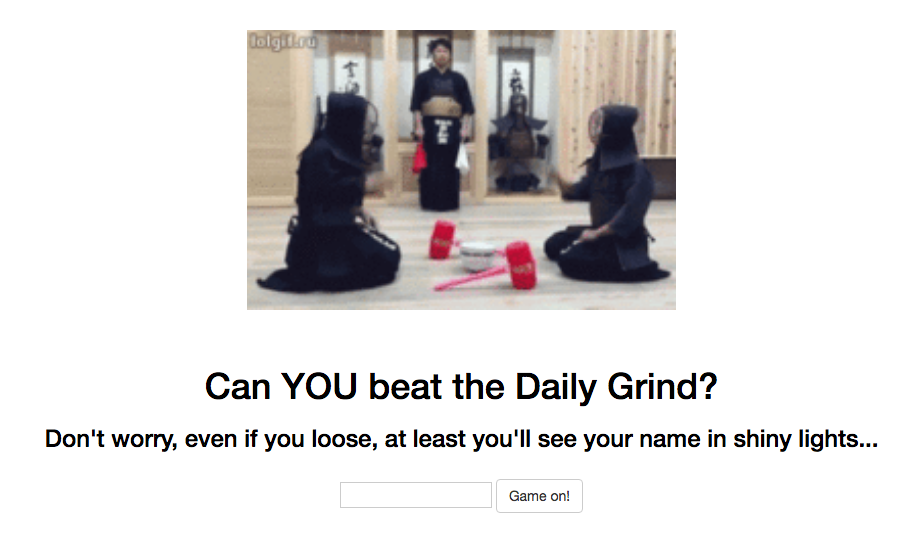 lolgif.ru
Can YOU beat the Daily Grind?
Don't worry, even if you loose, at least you'll see your name in shiny lights...
Game on!